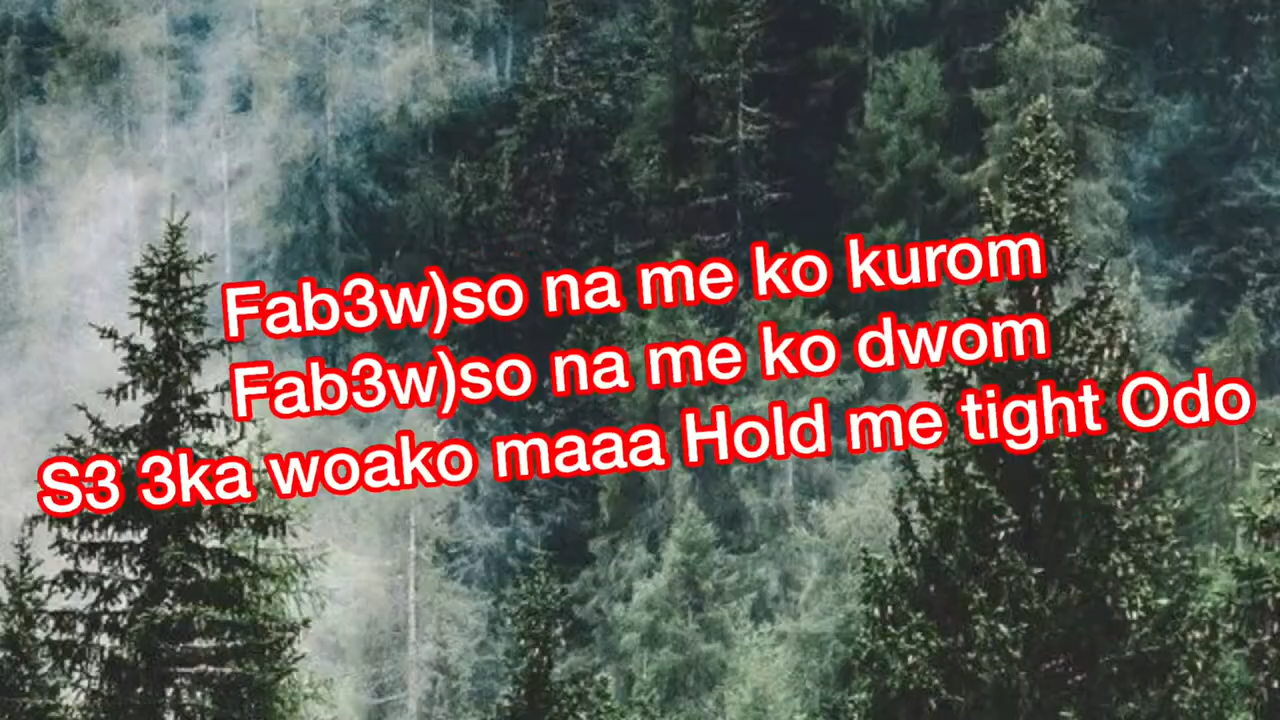 Fab3w)so na me ko kurom
Fab3w)so na me ko dwom
S3 3ka woako maaa Hold me tight Odo